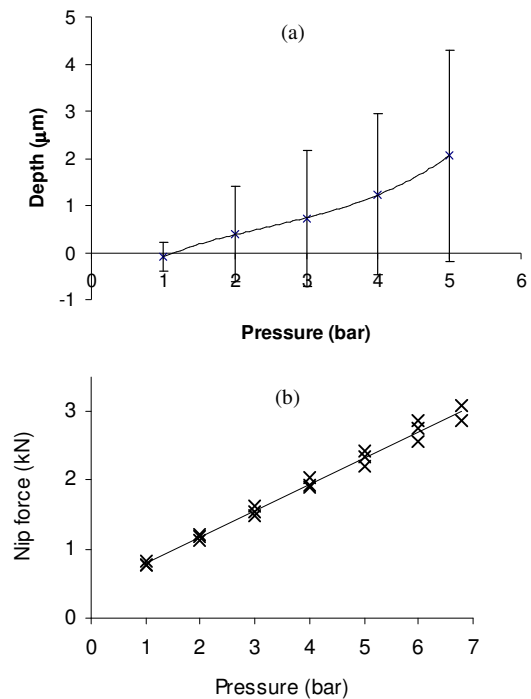 (a)
5
4
3
2
1
0
-1
Depth (µm)
0 1 2 3 4 5 6
Pressure (bar)
(b)
3
2
1
0
Nip force (kN)
0 1 2 3 4 5 6 7
Pressure (bar)